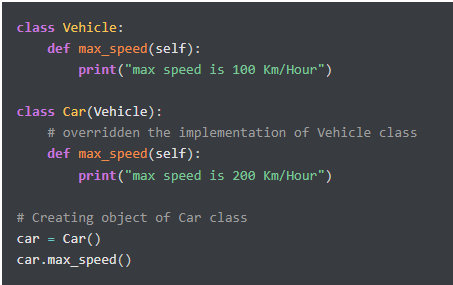 class Vehicle:
    def max_speed(self):
        print("max speed is 100 Km/Hour")

class Car(Vehicle):
    # overridden the implementation of Vehicle class
    def max_speed(self):
        print("max speed is 200 Km/Hour")

# Creating object of Car class
car = Car()
car.max_speed()